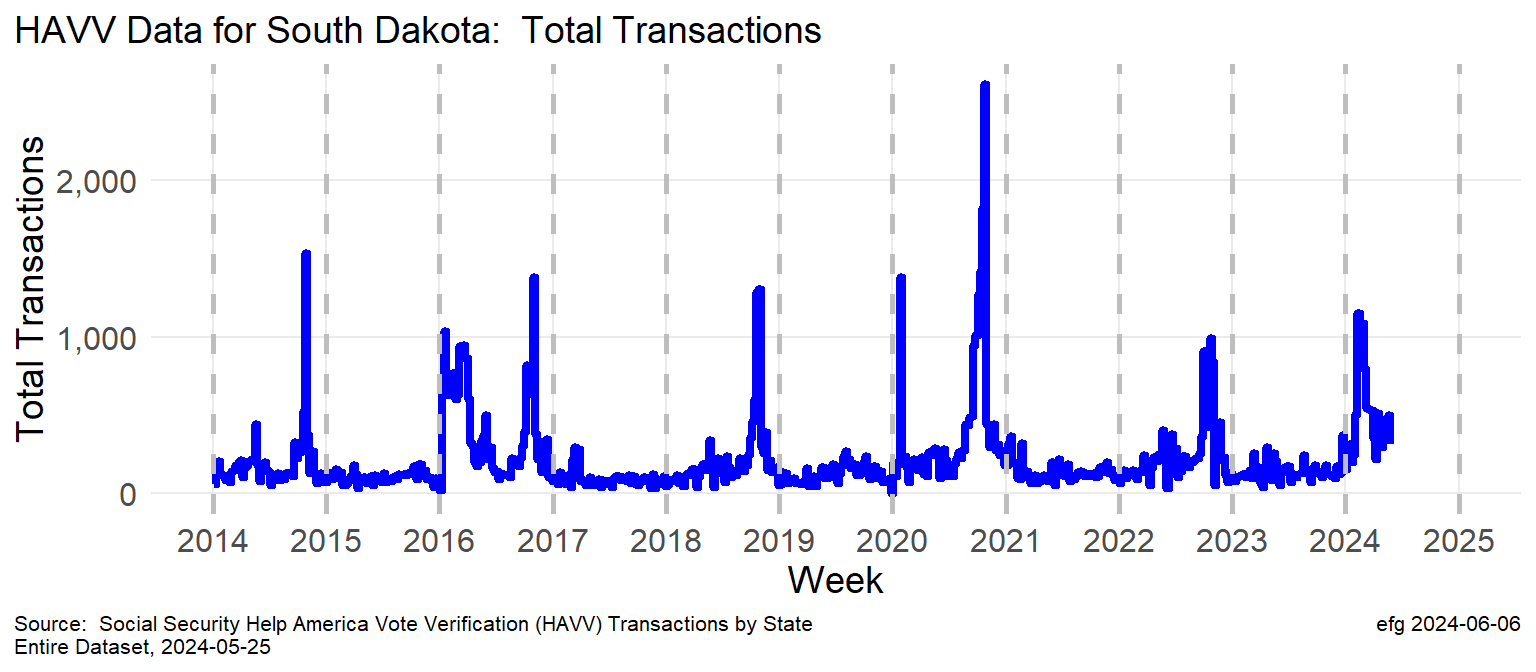 HAVV Data for South Dakota:  Total Transactions
Total Transactions
2,000
1,000
0
2014 2015 2016 2017 2018 2019 2020 2021 2022 2023 2024 2025
Week
Source:  Social Security Help America Vote Verification (HAVV) Transactions by State
Entire Dataset, 2024-05-25
efg 2024-06-06